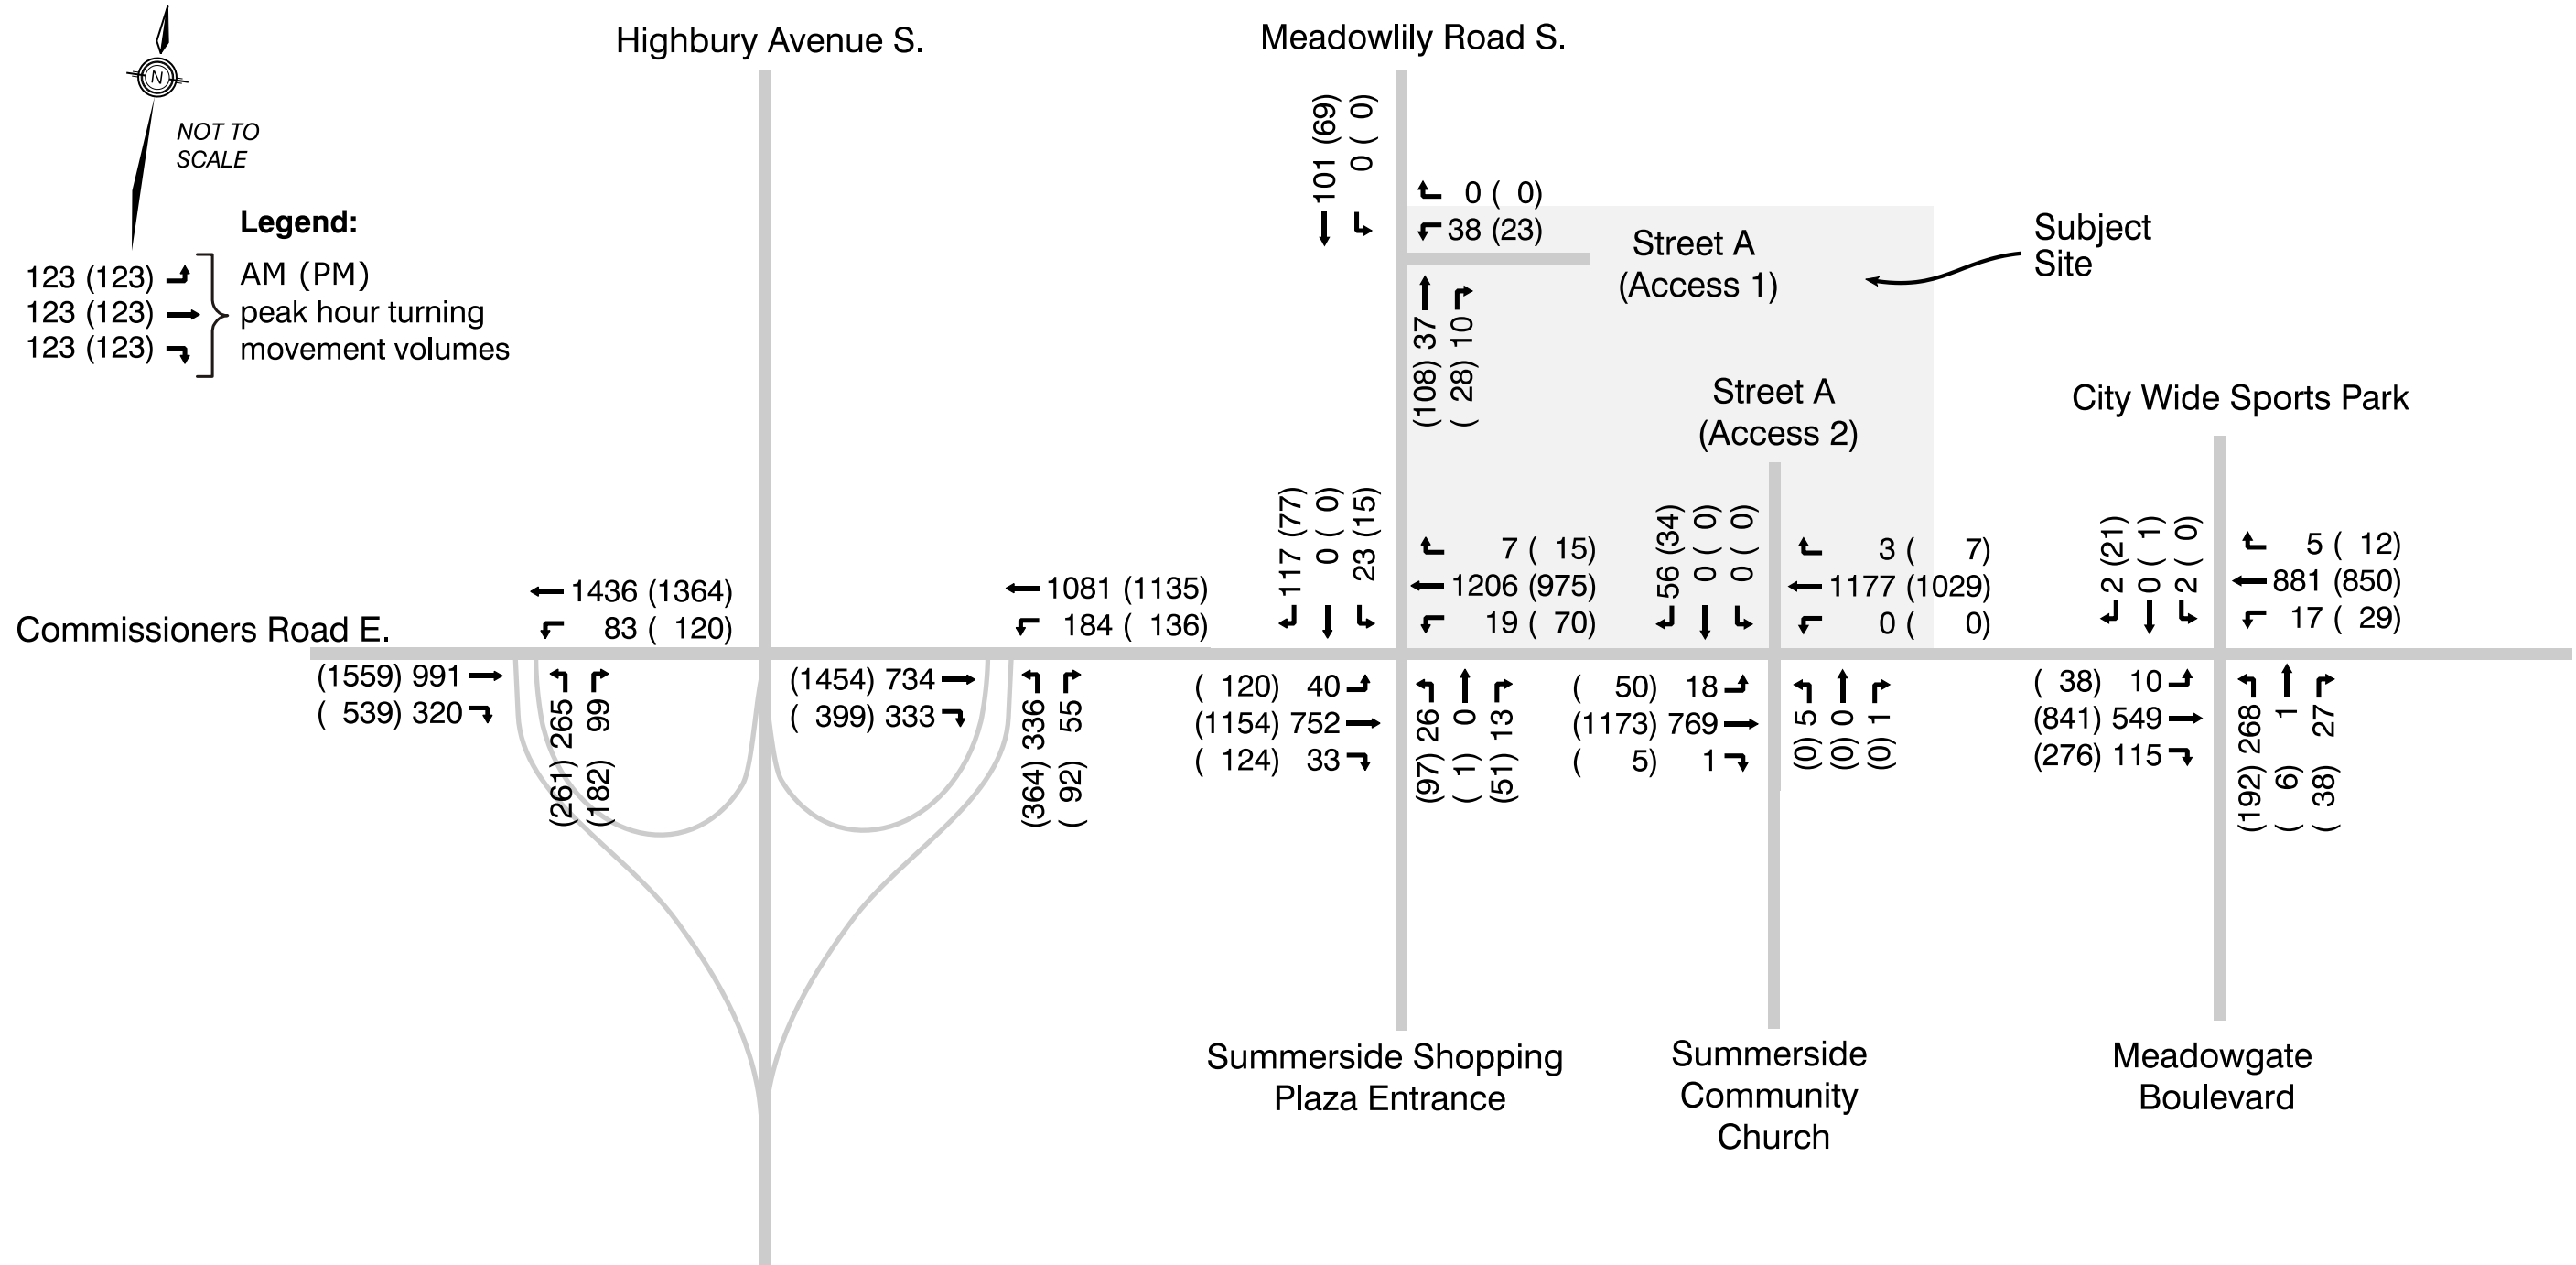 Highbury Avenue S.
Meadowlily Road S.
N
NOT TO
SCALE
Legend:
123 (123)
123 (123)
123 (123)
AM (PM)
peak hour turning
movement volumes
101 (69)
0 ( 0)
0 ( 0)
38 (23)
Street A
(Access 1)
Subject
Site
(108) 37
( 28) 10
Street A
(Access 2)
City Wide Sports Park
Commissioners Road E.
1436 (1364)
83 ( 120)
1081 (1135)
184 ( 136)
117 (77)
0 ( 0)
23 (15)
7 ( 15)
1206 (975)
19 ( 70)
56 (34)
0 ( 0)
0 ( 0)
3 ( 7)
1177 (1029)
0 ( 0)
2 (21)
0 ( 1)
2 ( 0)
5 ( 12)
881 (850)
17 ( 29)
(1559) 991
( 539) 320
(261) 265
(182) 99
(1454) 734
( 399) 333
(364) 336
( 92) 55
( 120) 40
(1154) 752
( 124) 33
(97) 26
( 1) 0
(51) 13
( 50) 18
(1173) 769
( 5) 1
(0) 5
(0) 0
(0) 1
( 38) 10
(841) 549
(276) 115
(192) 268
( 6) 1
( 38) 27
Summerside Shopping
Plaza Entrance
Summerside
Community
Church
Meadowgate
Boulevard